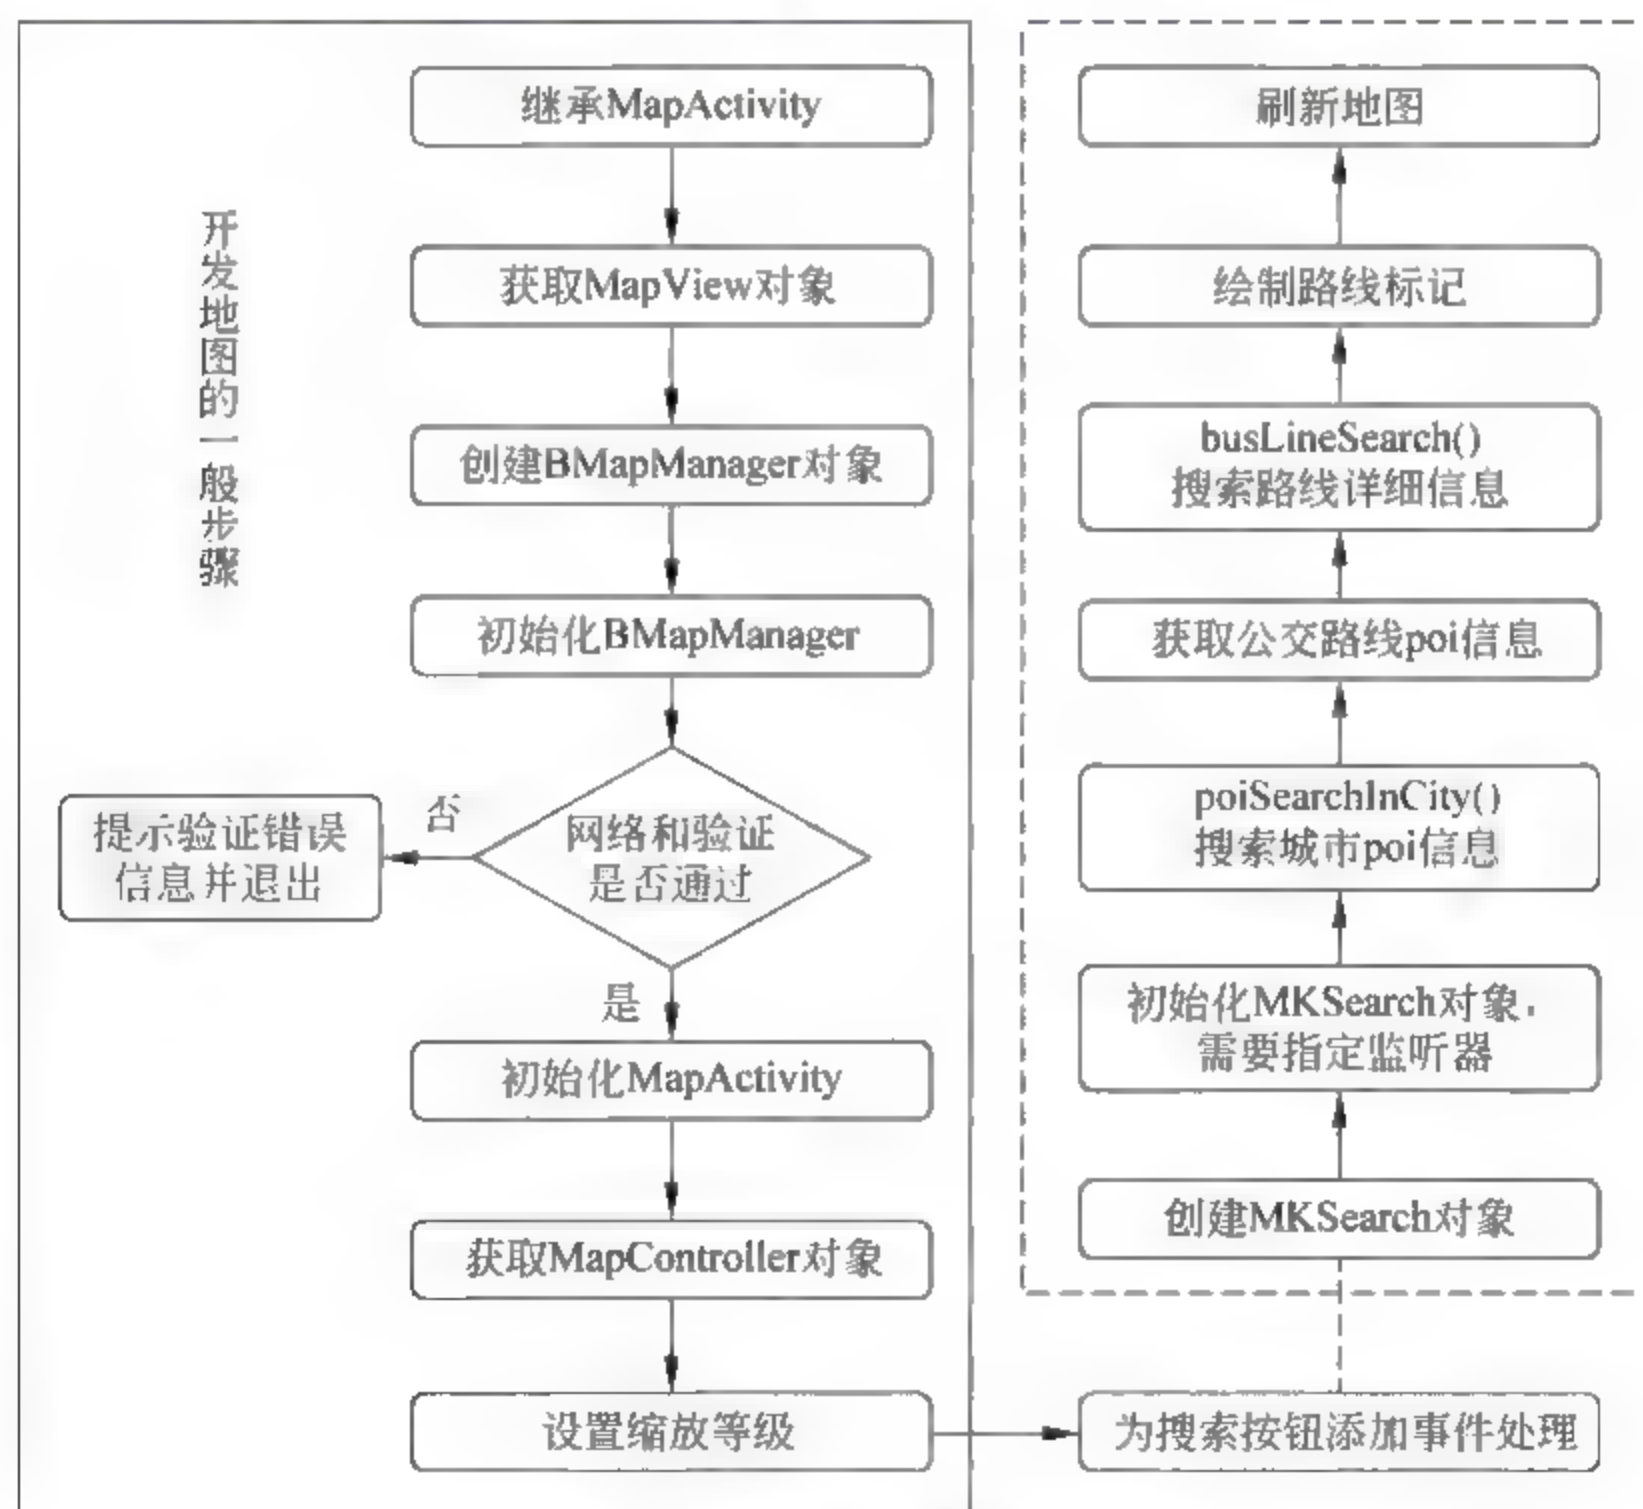 开发地图的一般步骤
继承MapActivity
获取MapView对象
创建BMapManager对象
初始化BMapManager
网络和验证
是否通过
否
提示验证错误
信息并退出
是
初始化MapActivity
获取MapController对象
设置缩放等级
为搜索按钮添加事件处理
创建MKSearch对象
初始化MKSearch对象，
需要指定监听器
poiSearchInCity()
搜索城市poi信息
获取公交路线poi信息
busLineSearch()
搜索路线详细信息
绘制路线标记
刷新地图